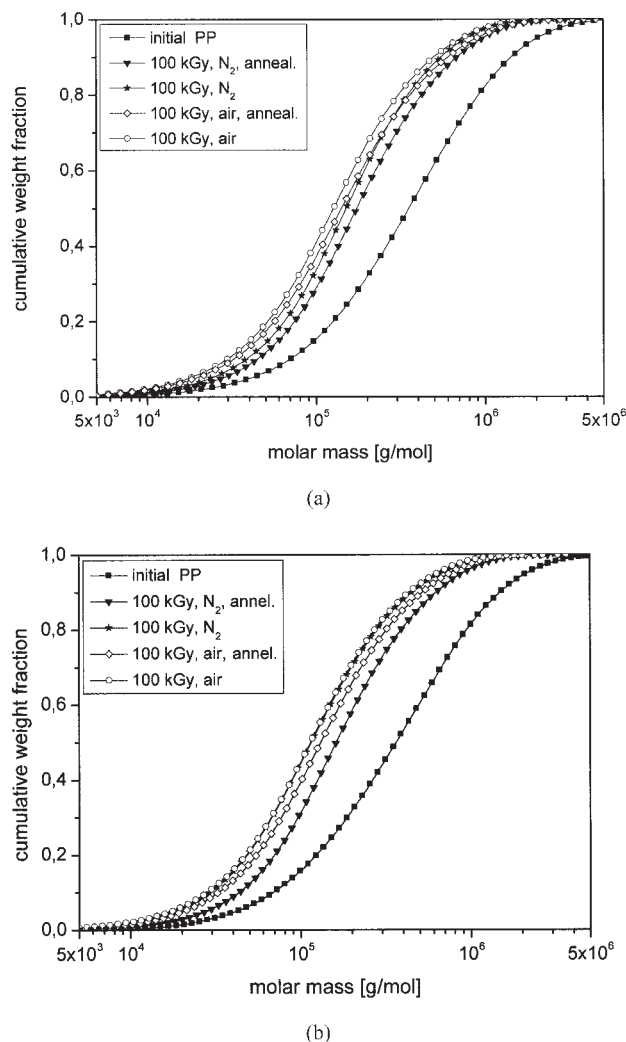 1,0
0,8
0,6
0,4
0,2
0,0
cumulative weight fraction
initial PP
100 kGy, N2, anneal.
100 kGy, N2
100 kGy, air, anneal.
100 kGy, air
5x10³ 10⁴ 10⁵ 10⁶ 5x10⁶
molar mass [g/mol]
(a)
1,0
0,8
0,6
0,4
0,2
0,0
cumulative weight fraction
initial PP
100 kGy, N2, annel.
100 kGy, N2
100 kGy, air, annel.
100 kGy, air
5x10³ 10⁴ 10⁵ 10⁶ 5x10⁶
molar mass [g/mol]
(b)